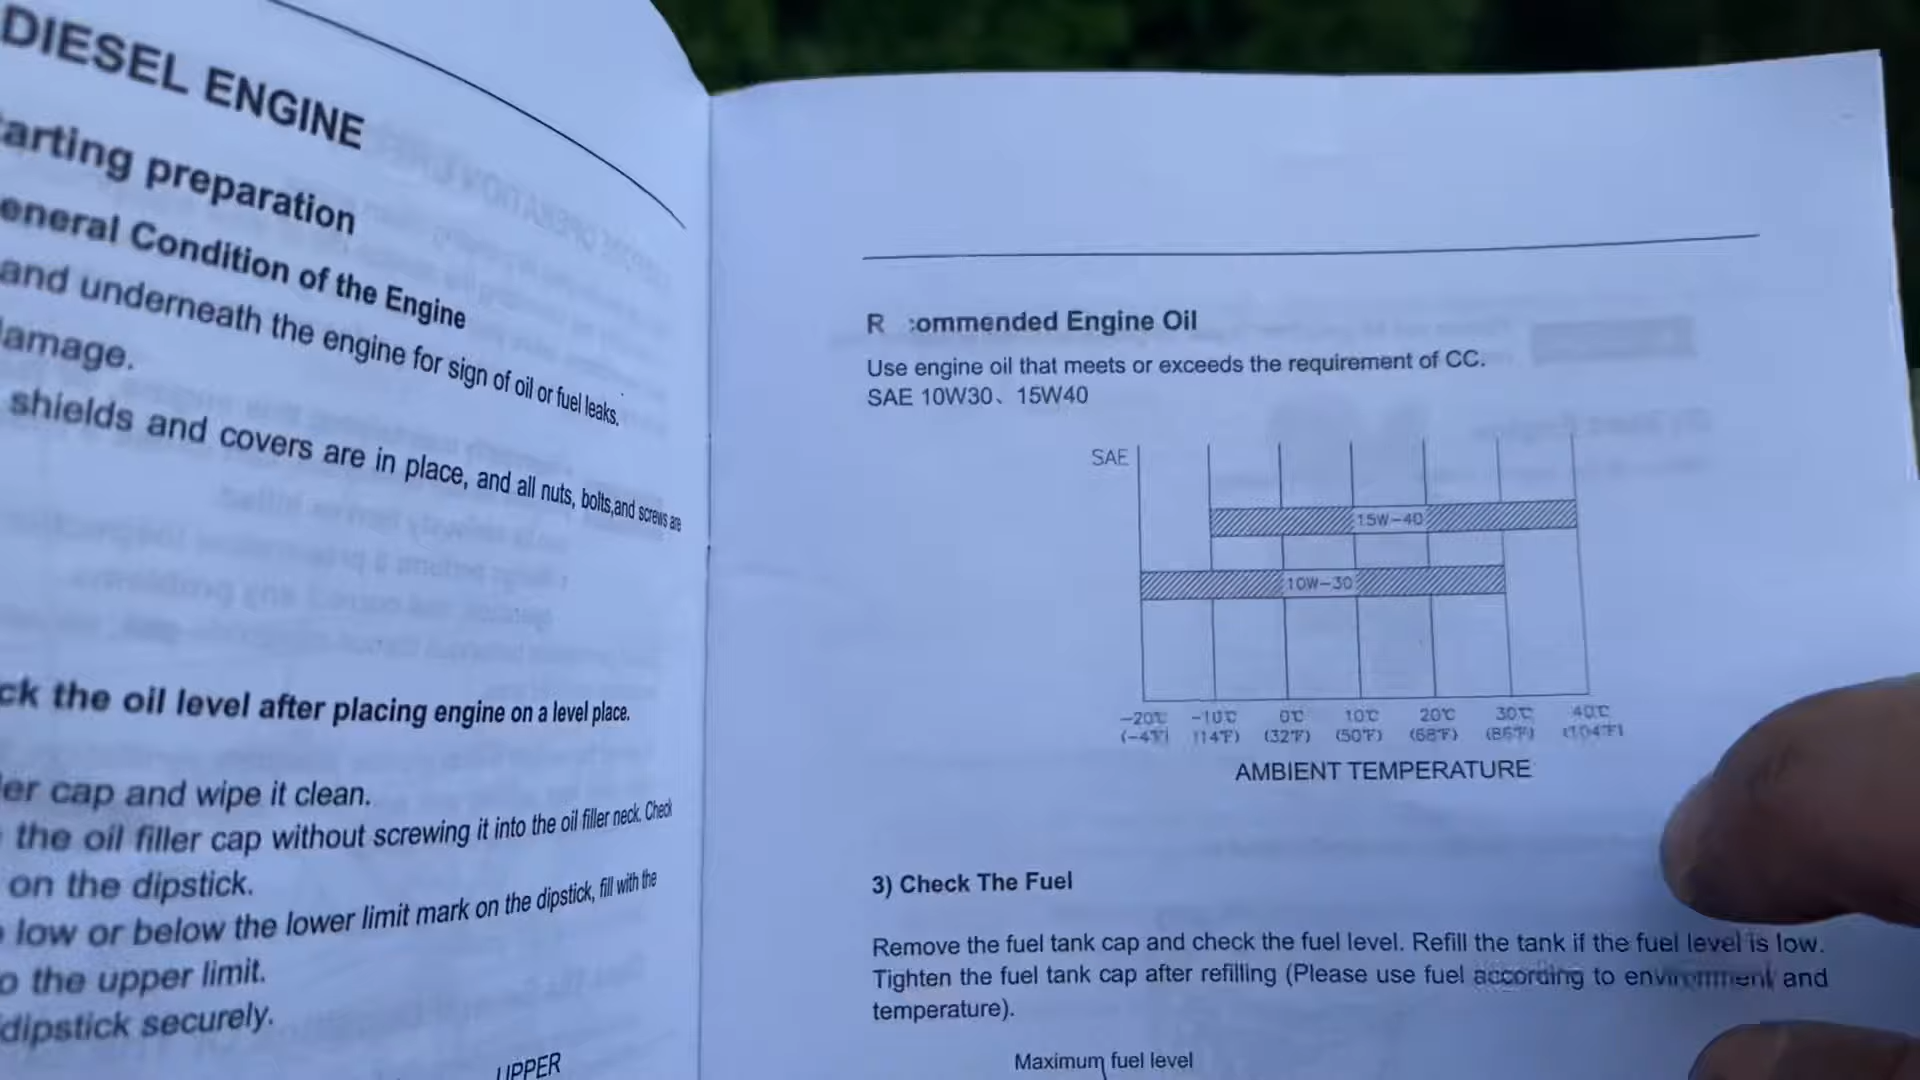 DIESEL ENGINE
arting preparation
eneral Condition of the Engine
and underneath the engine for sign of oil or fuel leaks.
amage.
shields and covers are in place, and all nuts, bolts,and screws are
ck the oil level after placing engine on a level place.
er cap and wipe it clean.
the oil filler cap without screwing it into the oil filler neck. Check
on the dipstick.
low or below the lower limit mark on the dipstick, fill with the
o the upper limit.
dipstick securely.
UPPER
R commended Engine Oil
Use engine oil that meets or exceeds the requirement of CC.
SAE 10W30、15W40
SAE
15W-40
10W-30
-20℃ -10℃ 0℃ 10℃ 20℃ 30℃ 40℃
(-4℉) (14℉) (32℉) (50℉) (68℉) (86℉) (104℉)
AMBIENT TEMPERATURE
3) Check The Fuel
Remove the fuel tank cap and check the fuel level. Refill the tank if the fuel level is low.
Tighten the fuel tank cap after refilling (Please use fuel according to environment and
temperature).
Maximum fuel level